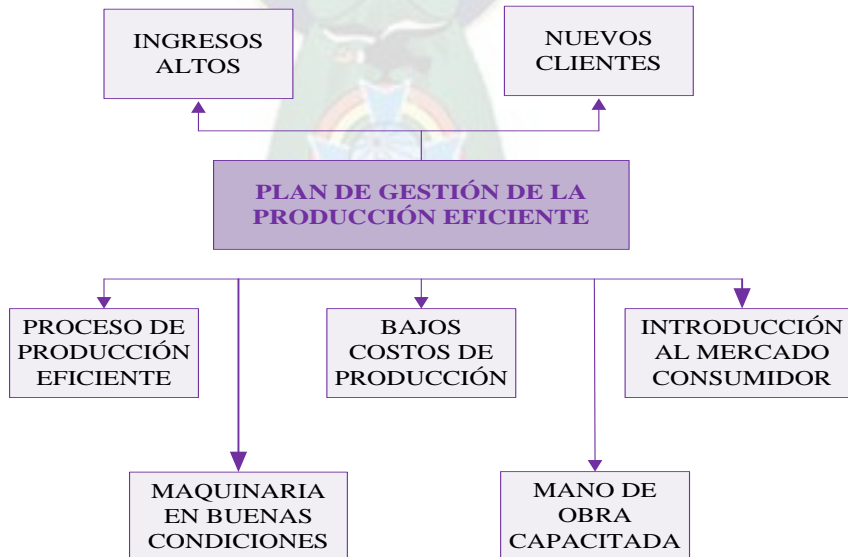 INGRESOS
ALTOS
NUEVOS
CLIENTES
PLAN DE GESTIÓN DE LA
PRODUCCIÓN EFICIENTE
PROCESO DE
PRODUCCIÓN
EFICIENTE
BAJOS
COSTOS DE
PRODUCCIÓN
INTRODUCCIÓN
AL MERCADO
CONSUMIDOR
MAQUINARIA
EN BUENAS
CONDICIONES
MANO DE
OBRA
CAPACITADA